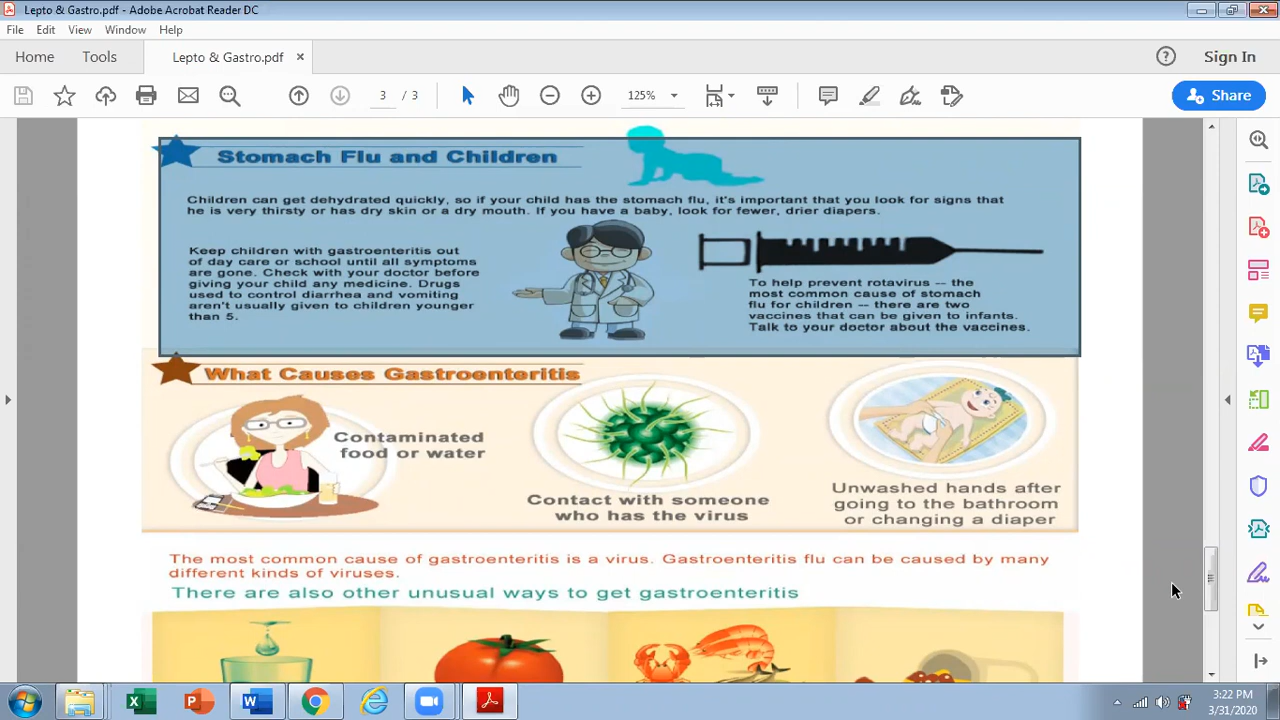 Lepto & Gastro.pdf - Adobe Acrobat Reader DC
File Edit View Window Help
Home Tools Lepto & Gastro.pdf × Sign In
3 / 3 125% Share
Stomach Flu and Children
Children can get dehydrated quickly, so if your child has the stomach flu, it's important that you look for signs that
he is very thirsty or has dry skin or a dry mouth. If you have a baby, look for fewer, drier diapers.
Keep children with gastroenteritis out
of day care or school until all symptoms
are gone. Check with your doctor before
giving your child any medicine. Drugs
used to control diarrhea and vomiting
aren't usually given to children younger
than 5.
To help prevent rotavirus -- the
most common cause of stomach
flu for children -- there are two
vaccines that can be given to infants.
Talk to your doctor about the vaccines.
What Causes Gastroenteritis
Contaminated
food or water
Contact with someone
who has the virus
Unwashed hands after
going to the bathroom
or changing a diaper
The most common cause of gastroenteritis is a virus. Gastroenteritis flu can be caused by many
different kinds of viruses.
There are also other unusual ways to get gastroenteritis
3:22 PM
3/31/2020